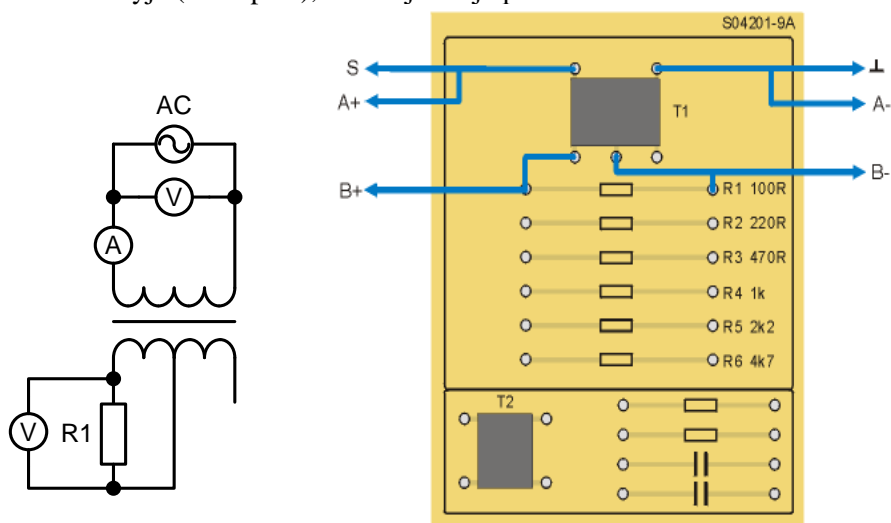 S04201-9A
AC
V
A
V
R1
S
A+
B+
⊥
A-
B-
T1
R1 100R
R2 220R
R3 470R
R4 1k
R5 2k2
R6 4k7
T2